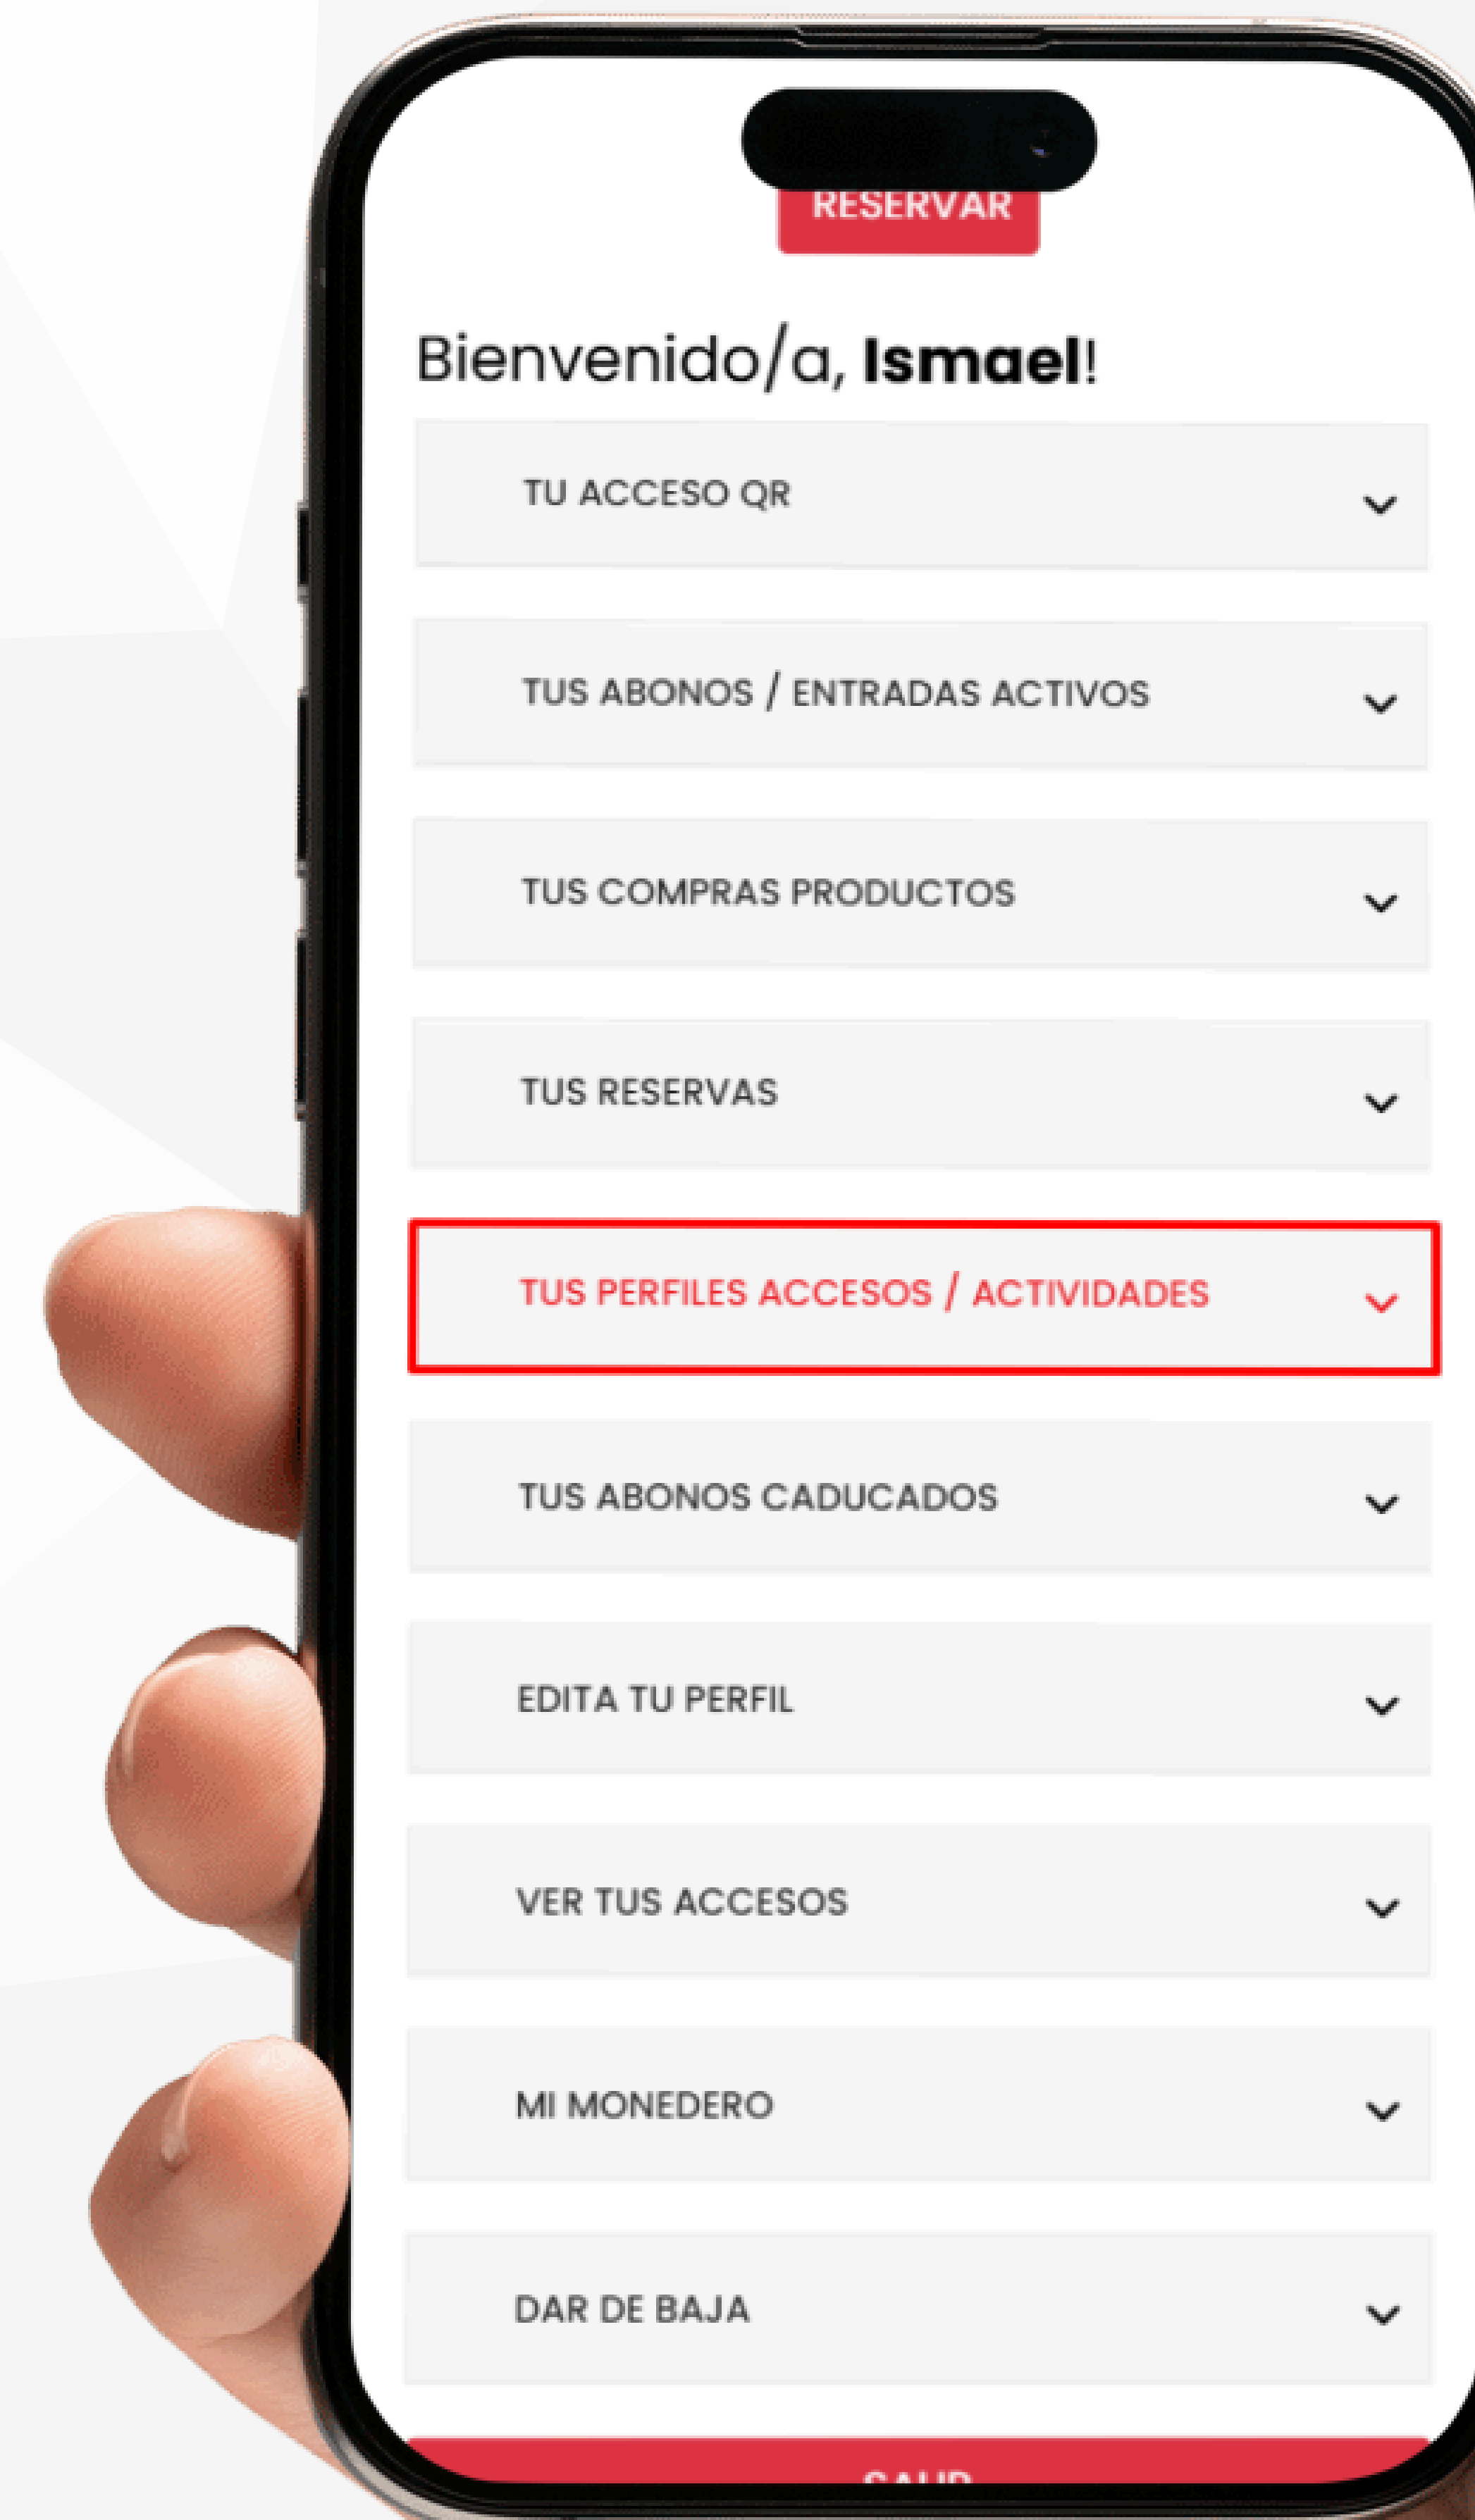 RESERVAR
Bienvenido/a, Ismael!
TU ACCESO QR
TUS ABONOS / ENTRADAS ACTIVOS
TUS COMPRAS PRODUCTOS
TUS RESERVAS
TUS PERFILES ACCESOS / ACTIVIDADES
TUS ABONOS CADUCADOS
EDITA TU PERFIL
VER TUS ACCESOS
MI MONEDERO
DAR DE BAJA
SALIR